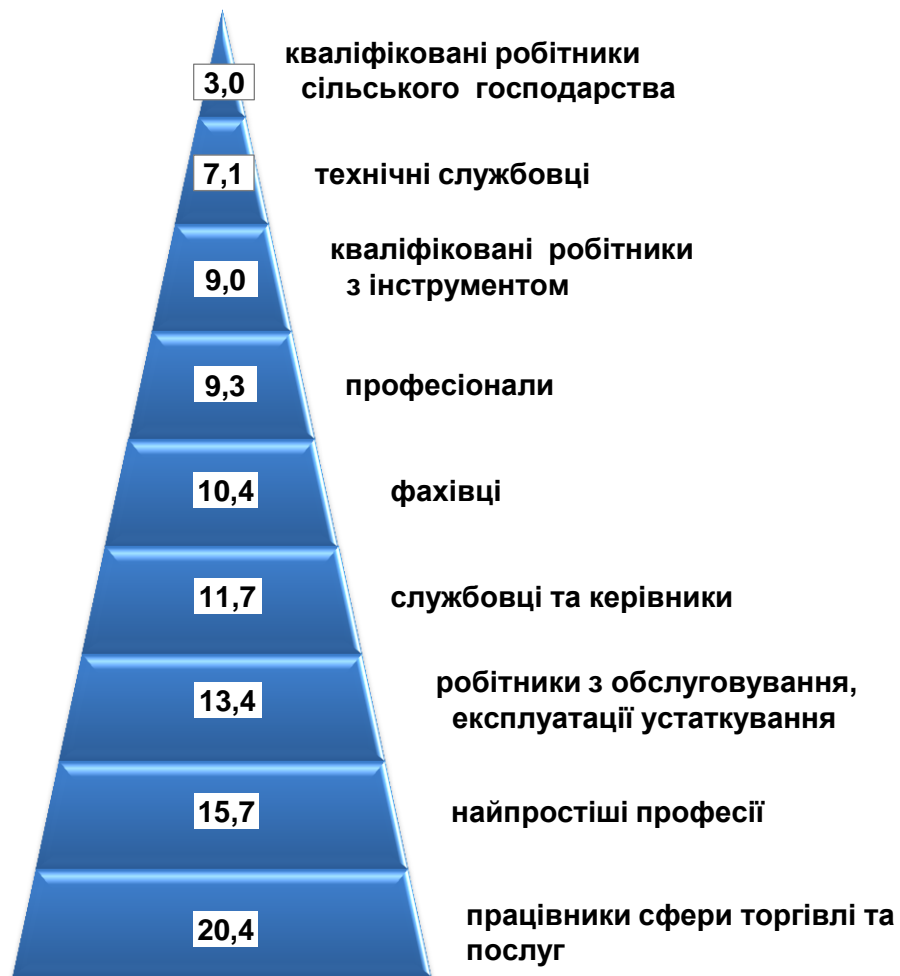 кваліфіковані робітники
3,0
сільського господарства
7,1
технічні службовці
кваліфіковані робітники
9,0
з інструментом
9,3
професіонали
10,4
фахівці
11,7
службовці та керівники
13,4
робітники з обслуговування,
експлуатації устаткування
15,7
найпростіші професії
20,4
працівники сфери торгівлі та
послуг